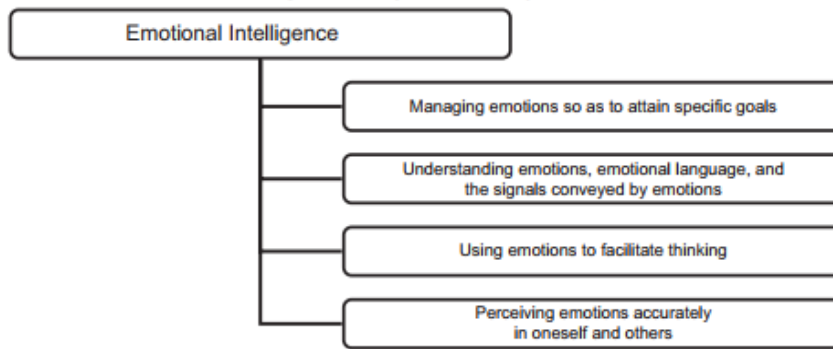 Emotional Intelligence
Managing emotions so as to attain specific goals
Understanding emotions, emotional language, and
the signals conveyed by emotions
Using emotions to facilitate thinking
Perceiving emotions accurately
in oneself and others